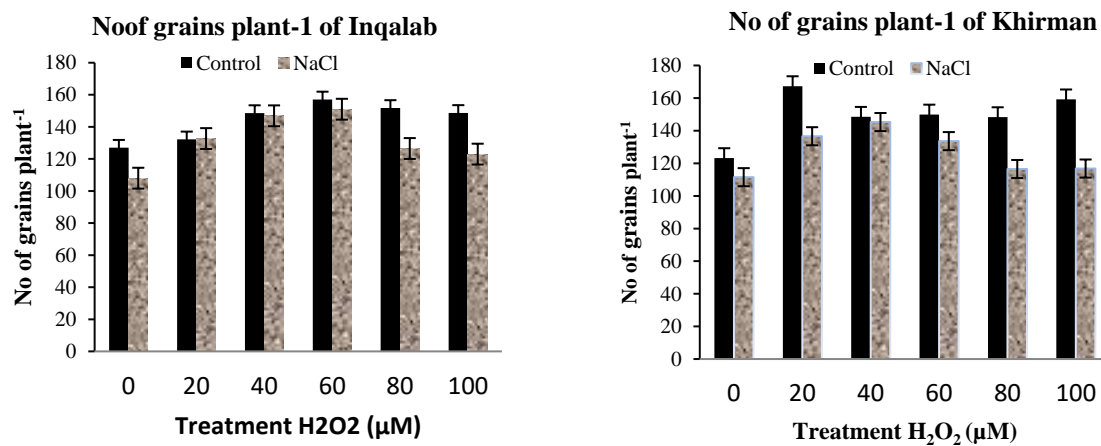 Noof grains plant-1 of Inqalab
Control NaCl
No of grains plant-1
180
160
140
120
100
80
60
40
20
0
0 20 40 60 80 100
Treatment H2O2 (µM)
No of grains plant-1 of Khirman
Control NaCl
No of grains plant-1
180
160
140
120
100
80
60
40
20
0
0 20 40 60 80 100
Treatment H₂O₂ (µM)